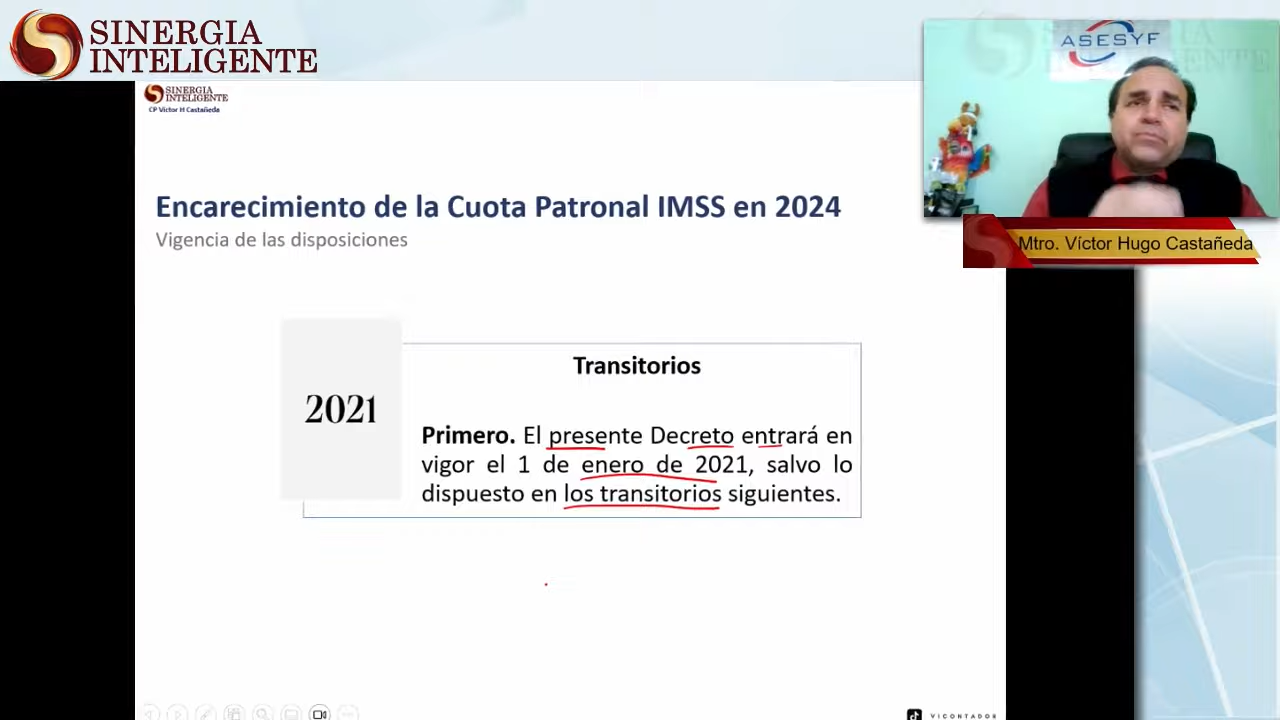 SINERGIA
INTELIGENTE
SINERGIA
INTELIGENTE
CP Víctor H Castañeda
ASESYF
SINERGIA
INTELIGENTE
Mtro. Víctor Hugo Castañeda
Encarecimiento de la Cuota Patronal IMSS en 2024
Vigencia de las disposiciones
2021
Transitorios
Primero. El presente Decreto entrará en
vigor el 1 de enero de 2021, salvo lo
dispuesto en los transitorios siguientes.
VICONTADOR